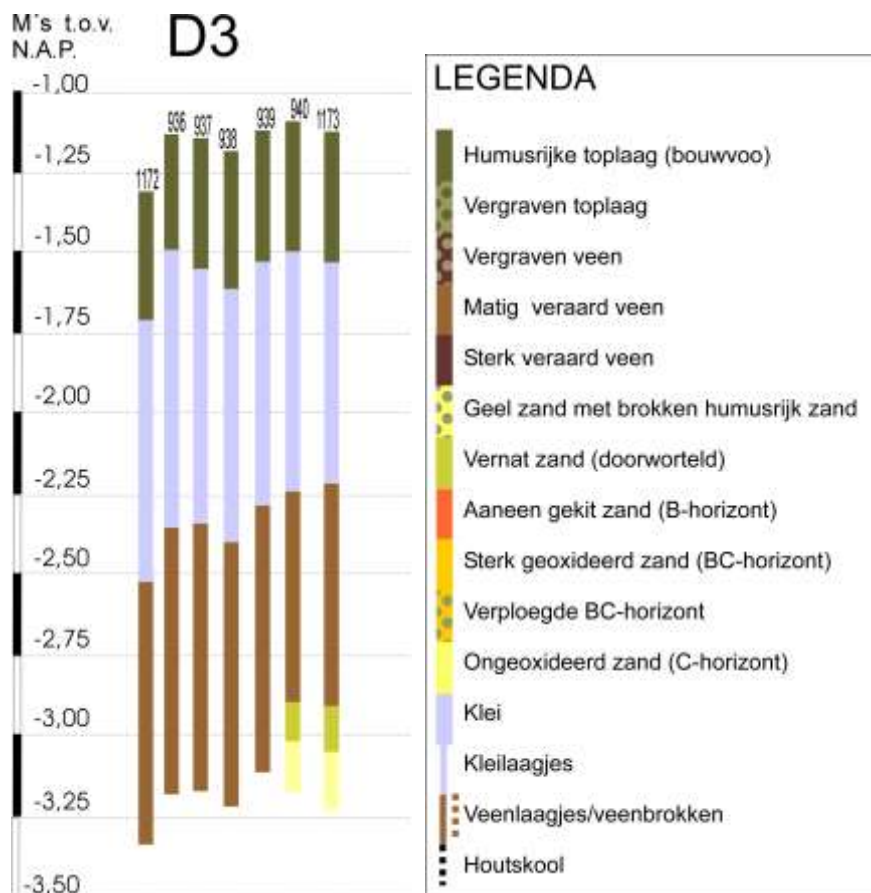 M's t.o.v.
N.A.P.
D3
-1,00
-1,25
-1,50
-1,75
-2,00
-2,25
-2,50
-2,75
-3,00
-3,25
-3,50
1172
936
937
938
939
940
1173
LEGENDA
Humusrijke toplaag (bouwvoo)
Vergraven toplaag
Vergraven veen
Matig veraard veen
Sterk veraard veen
Geel zand met brokken humusrijk zand
Vernat zand (doorworteld)
Aaneen gekit zand (B-horizont)
Sterk geoxideerd zand (BC-horizont)
Verploegde BC-horizont
Ongeoxideerd zand (C-horizont)
Klei
Kleilaagjes
Veenlaagjes/veenbrokken
Houtskool